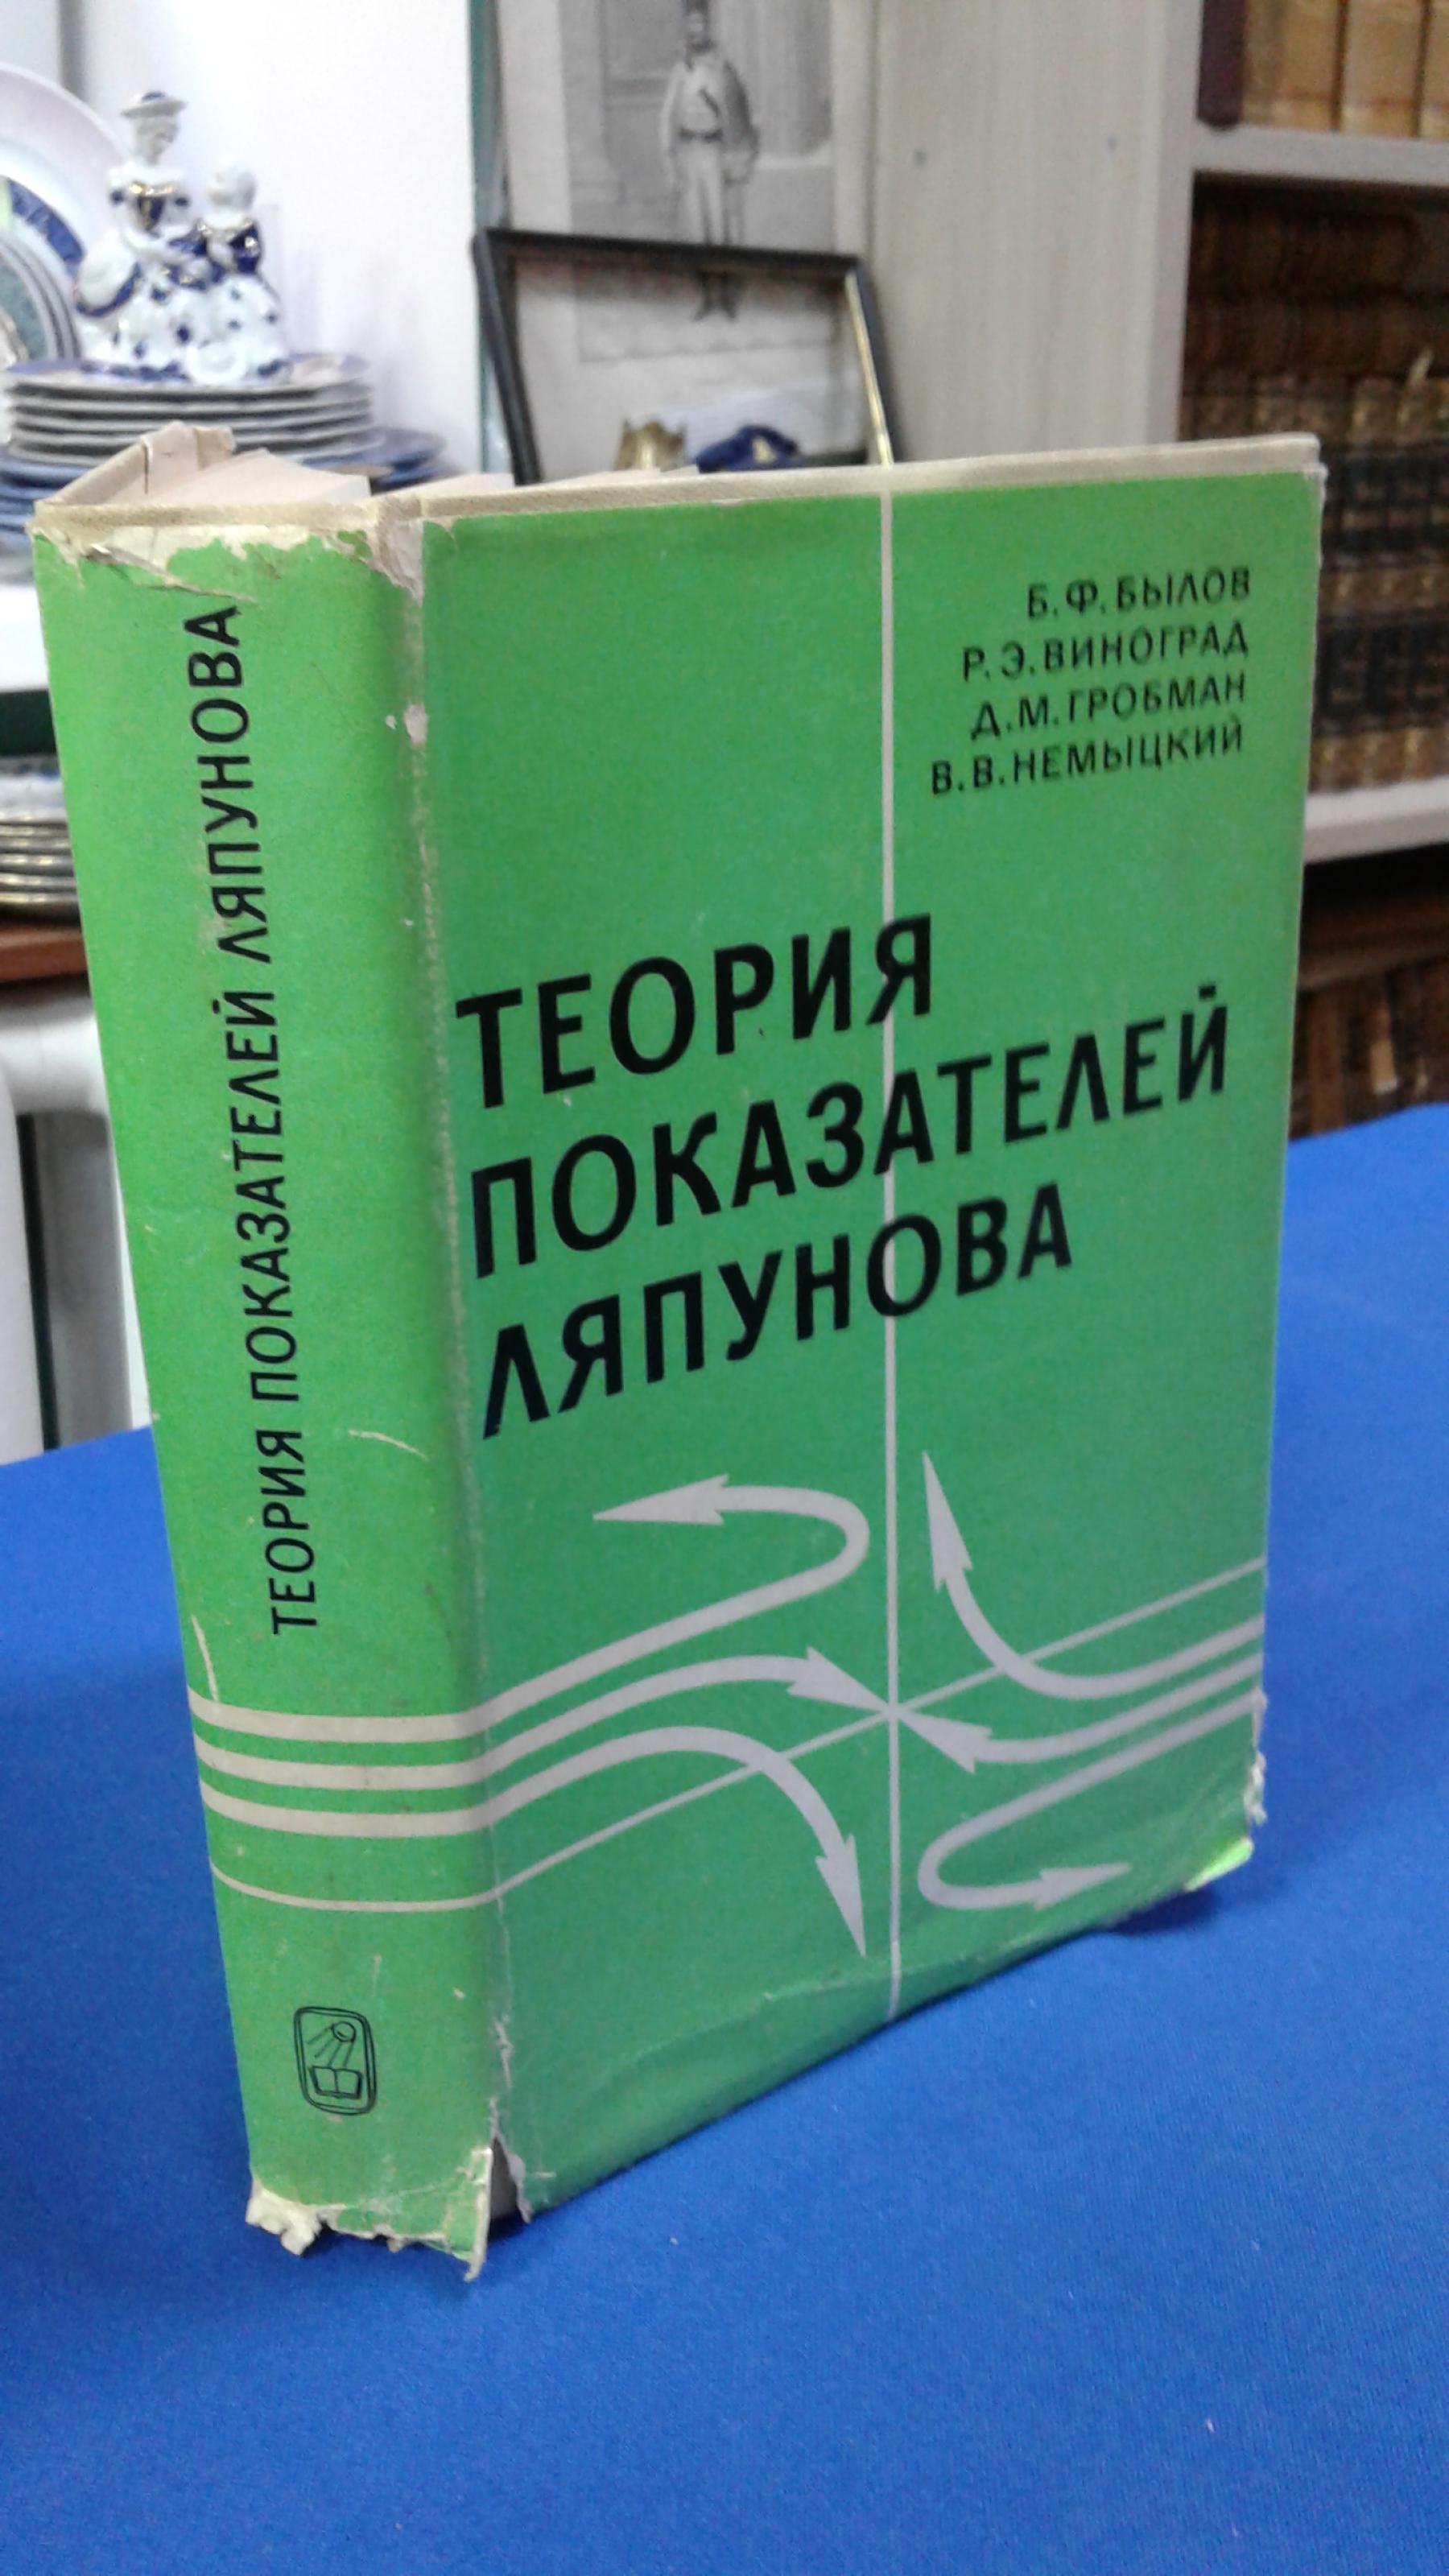 ТЕОРИЯ ПОКАЗАТЕЛЕЙ ЛЯПУНОВА
Б.Ф.БЫЛОВ
Р.Э.ВИНОГРАД
Д.М.ГРОБМАН
В.В.НЕМЫЦКИЙ
ТЕОРИЯ
ПОКАЗАТЕЛЕЙ
ЛЯПУНОВА